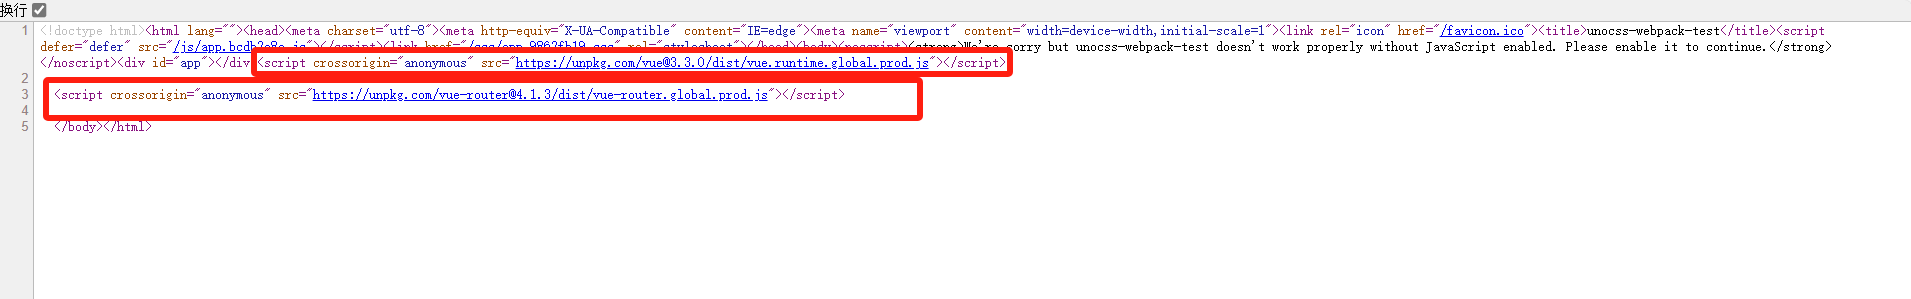 换行
1 <!doctype html><html lang=""><head><meta charset="utf-8"><meta http-equiv="X-UA-Compatible" content="IE=edge"><meta name="viewport" content="width=device-width,initial-scale=1"><link rel="icon" href="/favicon.ico"><title>unocss-webpack-test</title><script
defer="defer" src="/js/app.bcdb2e8e.js"></script><link href="/css/app.9862fb19.css" rel="stylesheet"></head><body><noscript><strong>We're sorry but unocss-webpack-test doesn't work properly without JavaScript enabled. Please enable it to continue.</strong>
</noscript><div id="app"></div><script crossorigin="anonymous" src="https://unpkg.com/vue@3.3.0/dist/vue.runtime.global.prod.js"></script>
2
3 <script crossorigin="anonymous" src="https://unpkg.com/vue-router@4.1.3/dist/vue-router.global.prod.js"></script>
4
5 </body></html>